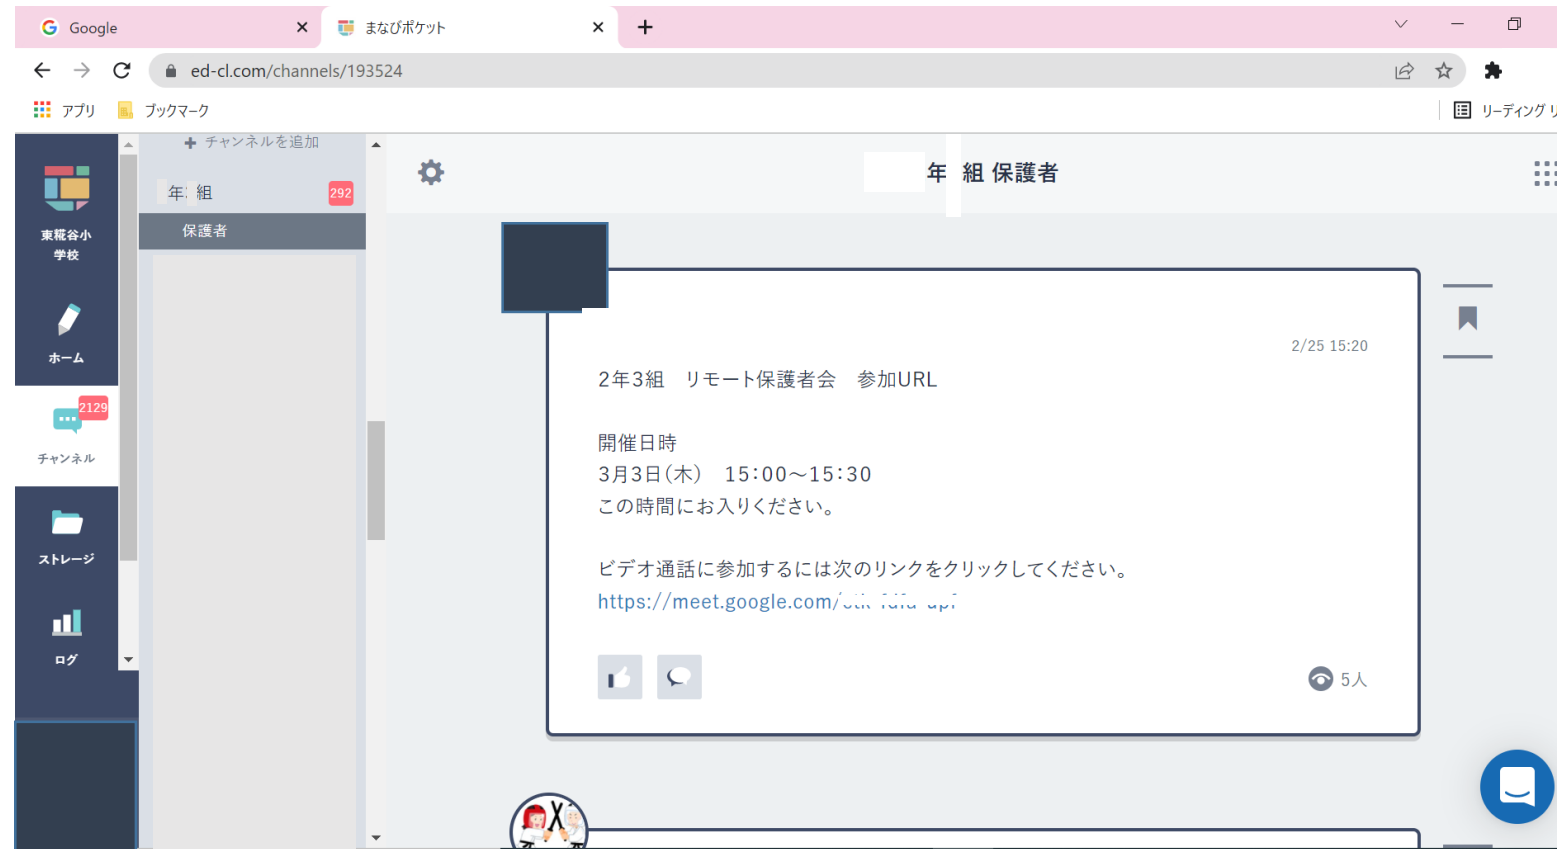 Google
まなびポケット
ed-cl.com/channels/193524
アプリ
ブックマーク
リーディング リ
東糀谷小
学校
ホーム
2129
チャンネル
ストレージ
ログ
チャンネルを追加
年 組
292
保護者
年 組 保護者
2/25 15:20
2年3組 リモート保護者会 参加URL
開催日時
3月3日(木) 15:00～15:30
この時間にお入りください。
ビデオ通話に参加するには次のリンクをクリックしてください。
https://meet.google.com/
5人